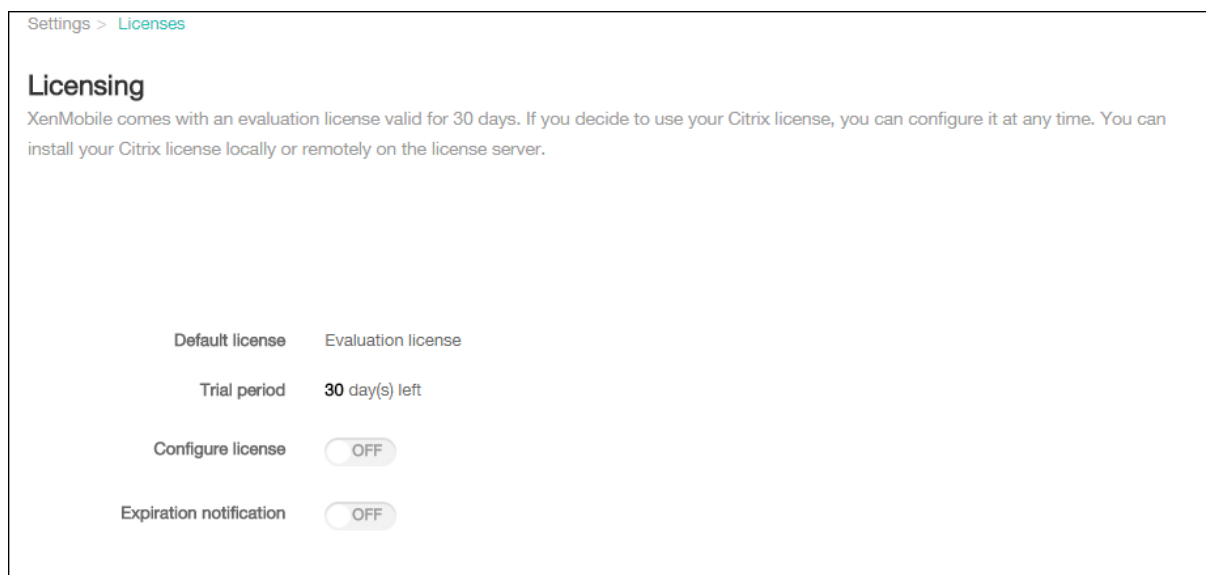 Settings > Licenses
Licensing
XenMobile comes with an evaluation license valid for 30 days. If you decide to use your Citrix license, you can configure it at any time. You can
install your Citrix license locally or remotely on the license server.
Default license Evaluation license
Trial period 30 day(s) left
Configure license OFF
Expiration notification OFF